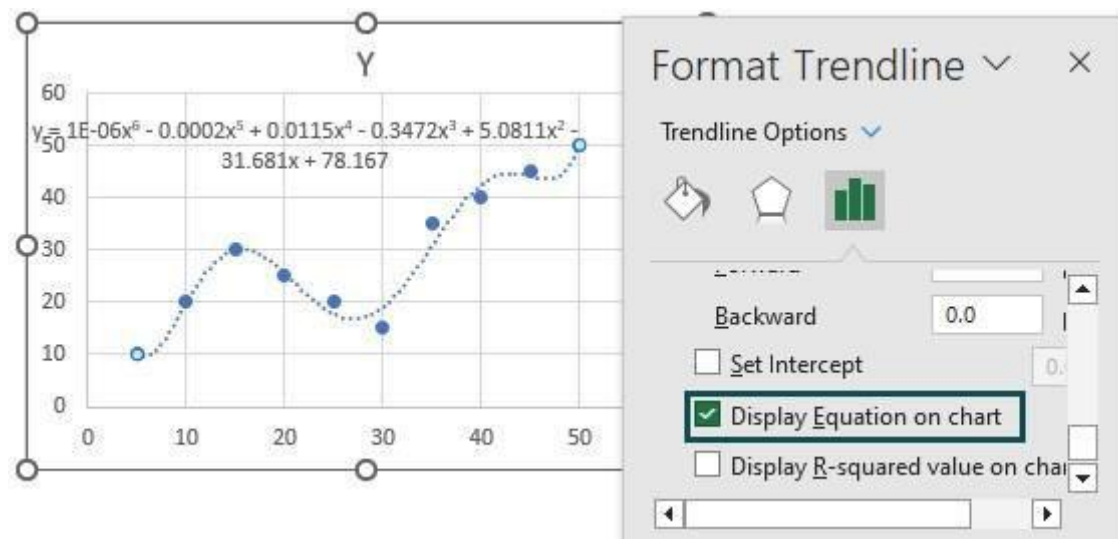 Y
60
50
40
30
20
10
0
y = 1E-06x⁶ - 0.0002x⁵ + 0.0115x⁴ - 0.3472x³ + 5.0811x² -
31.681x + 78.167
0 10 20 30 40 50
Format Trendline
Trendline Options
Backward 0.0
Set Intercept 0.
Display Equation on chart
Display R-squared value on char